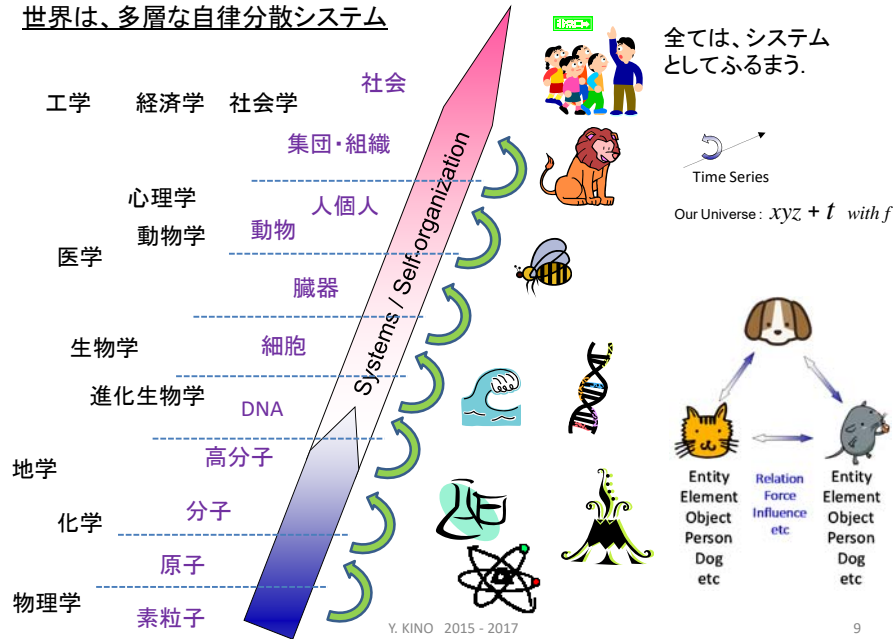 世界は、多層な自律分散システム
全ては、システム
としてふるまう.
工学
経済学
社会学
社会
集団・組織
心理学
人個人
動物学
動物
医学
臓器
生物学
細胞
進化生物学
DNA
高分子
地学
分子
化学
原子
物理学
素粒子
Systems / Self-organization
非常口
Time Series
Our Universe : xyz + t with f
Entity
Element
Object
Person
Dog
etc
Relation
Force
Influence
etc
Entity
Element
Object
Person
Dog
etc
Y. KINO 2015 - 2017
9